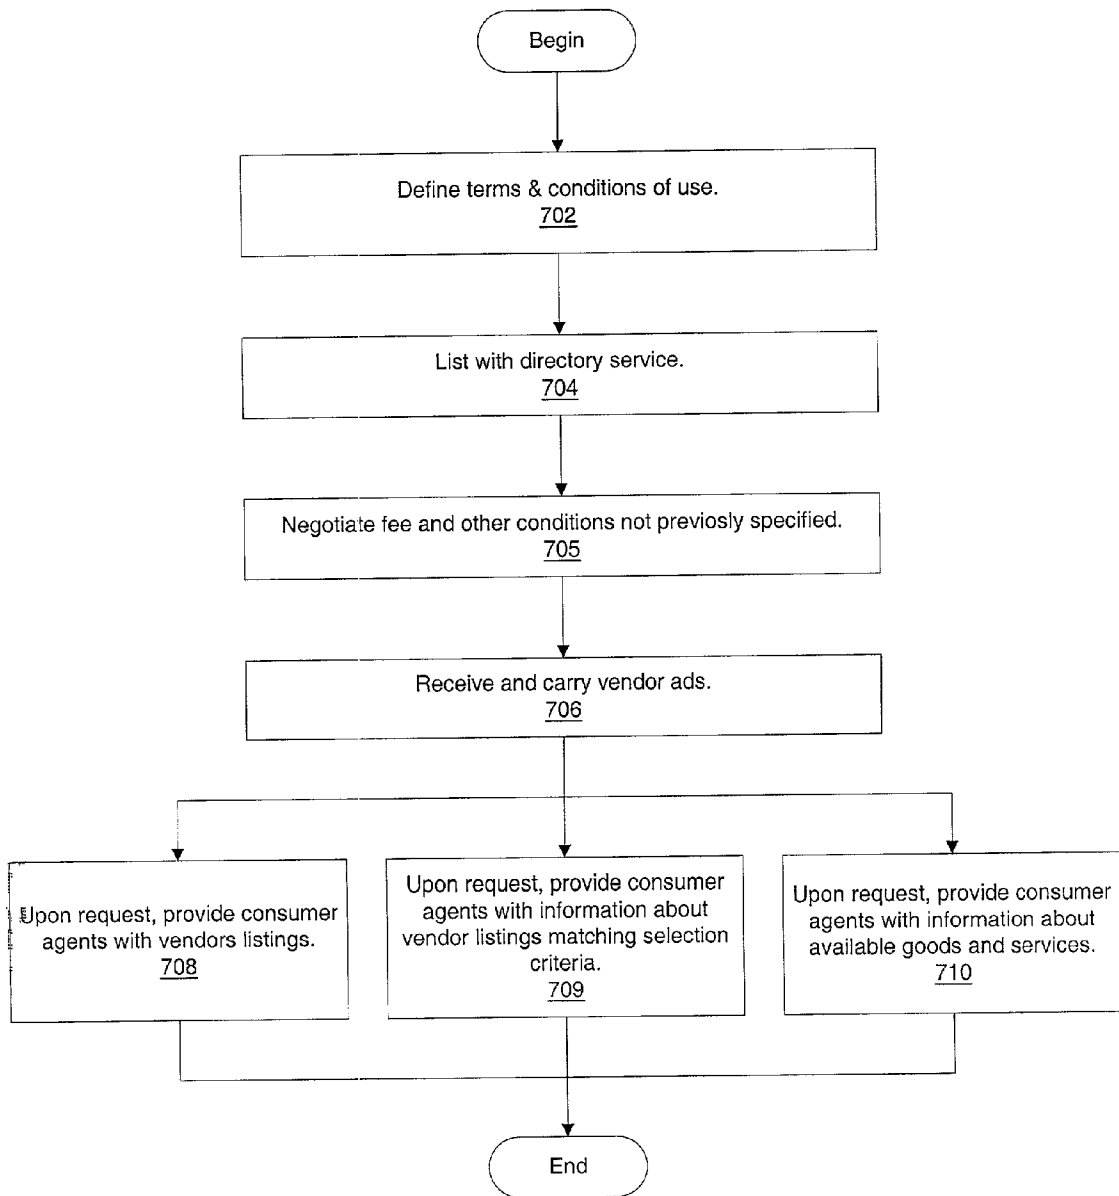 Begin
Define terms & conditions of use.
702
List with directory service.
704
Negotiate fee and other conditions not previosly specified.
705
Receive and carry vendor ads.
706
Upon request, provide consumer
agents with vendors listings.
708
Upon request, provide consumer
agents with information about
vendor listings matching selection
criteria.
709
Upon request, provide consumer
agents with information about
available goods and services.
710
End